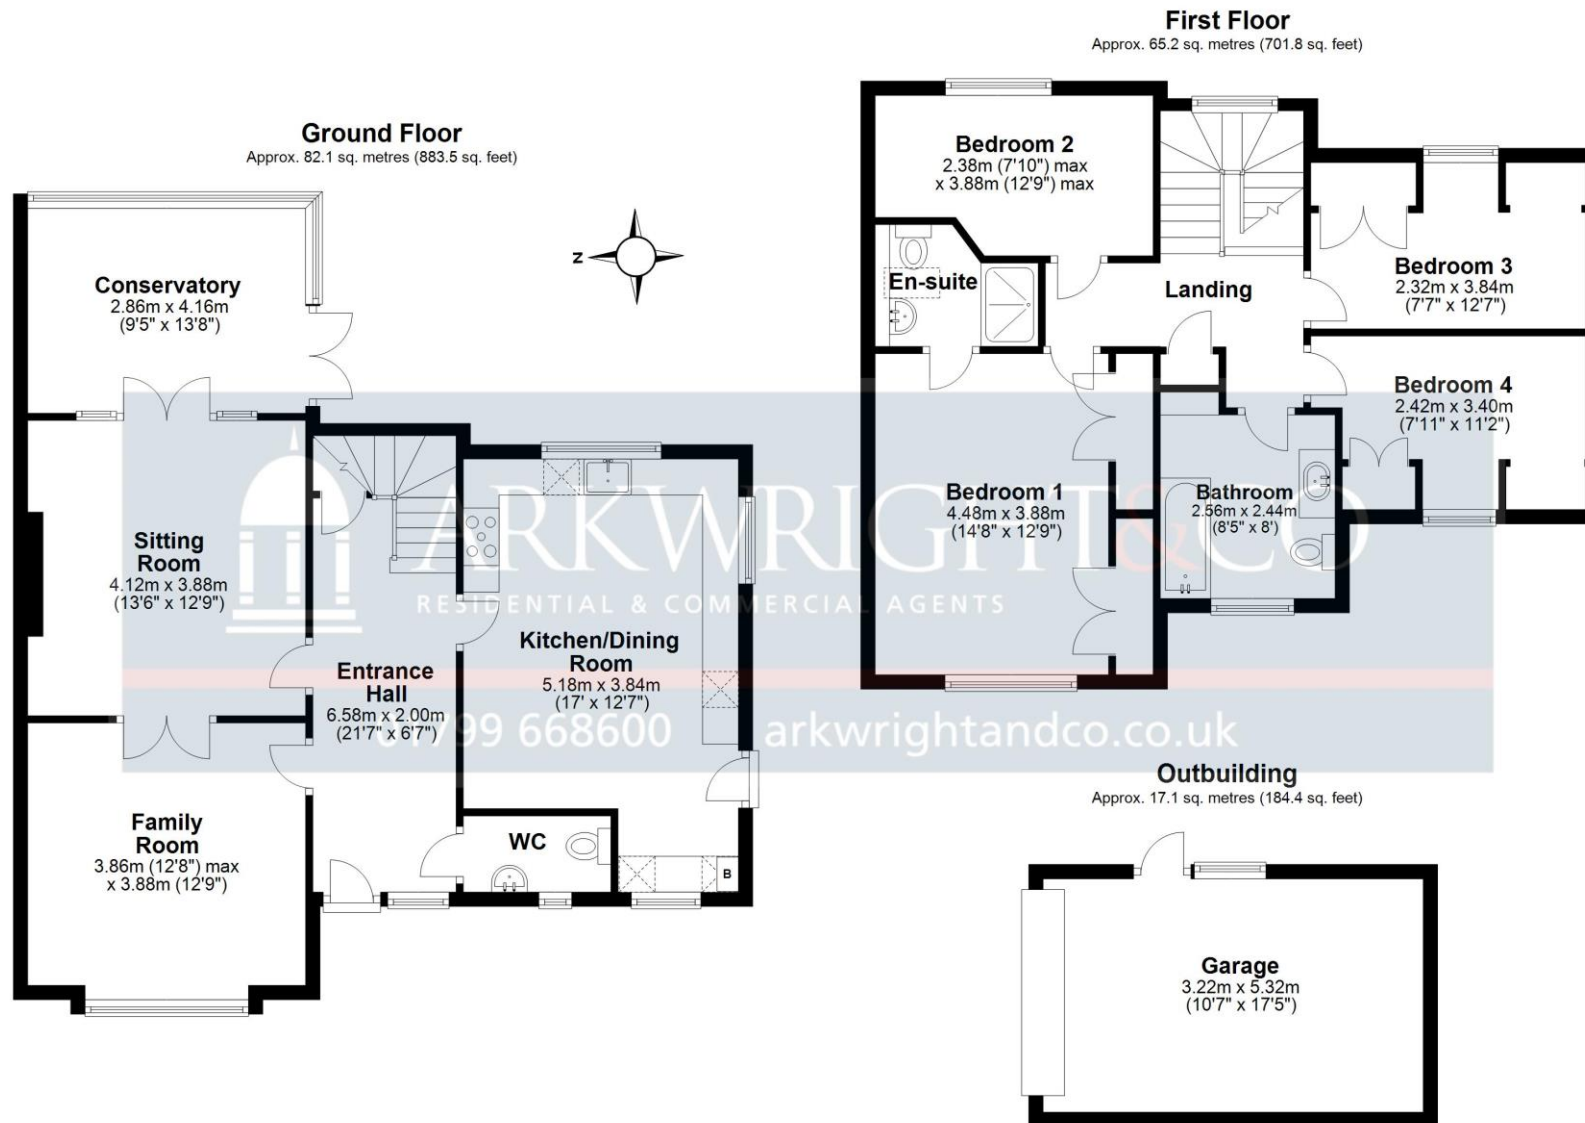 First Floor
Approx. 65.2 sq. metres (701.8 sq. feet)
Ground Floor
Approx. 82.1 sq. metres (883.5 sq. feet)
Conservatory
2.86m x 4.16m
(9'5" x 13'8")
N
Sitting
Room
4.12m x 3.88m
(13'6" x 12'9")
Entrance
Hall
6.58m x 2.00m
(21'7" x 6'7")
Kitchen/Dining
Room
5.18m x 3.84m
(17' x 12'7")
Family
Room
3.86m (12'8") max
x 3.88m (12'9")
WC
B
Bedroom 2
2.38m (7'10") max
x 3.88m (12'9") max
En-suite
Landing
Bedroom 3
2.32m x 3.84m
(7'7" x 12'7")
Bedroom 4
2.42m x 3.40m
(7'11" x 11'2")
Bedroom 1
4.48m x 3.88m
(14'8" x 12'9")
Bathroom
2.56m x 2.44m
(8'5" x 8')
ARKWRIGHT&CO
RESIDENTIAL & COMMERCIAL AGENTS
01799 668600
arkwrightandco.co.uk
Outbuilding
Approx. 17.1 sq. metres (184.4 sq. feet)
Garage
3.22m x 5.32m
(10'7" x 17'5")